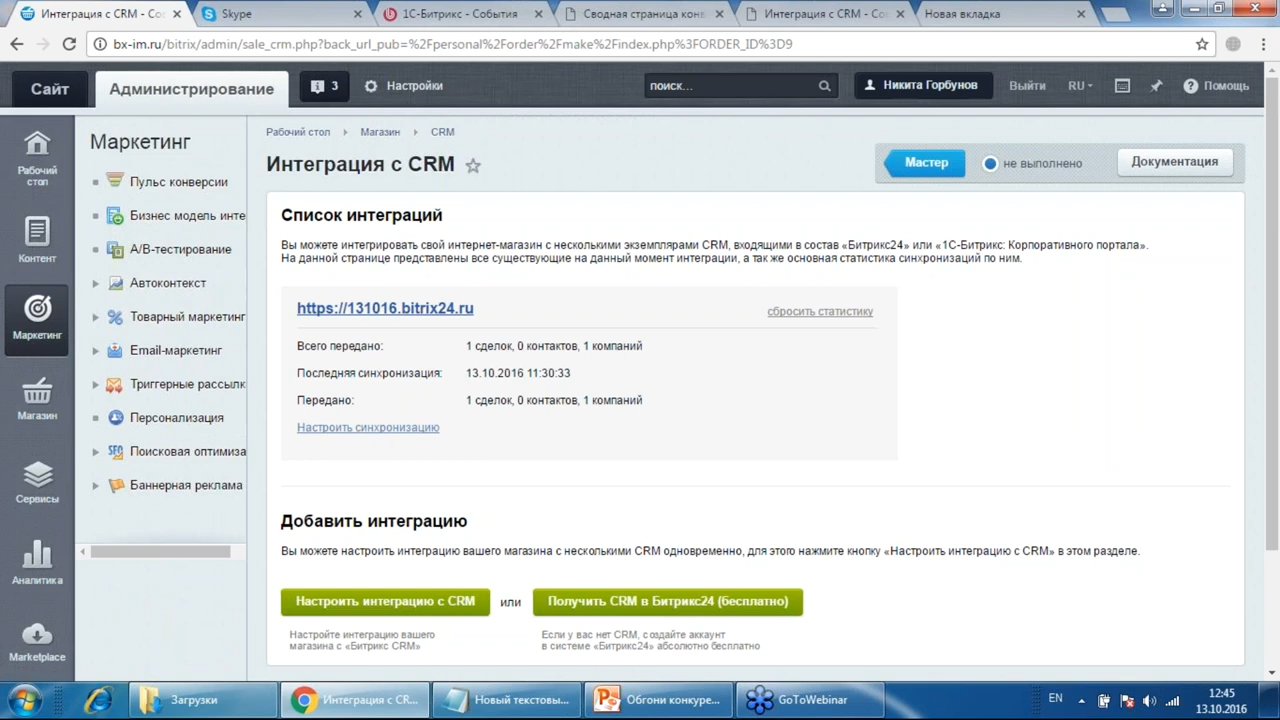 Интеграция с CRM - Со
Skype
1С-Битрикс - События
Сводная страница кон
Интеграция с CRM - Со
Новая вкладка
bx-im.ru/bitrix/admin/sale_crm.php?back_url_pub=%2Fpersonal%2Forder%2Fmake%2Findex.php%3FORDER_ID%3D9
Сайт
Администрирование
3
Настройки
поиск...
Никита Горбунов
Выйти
RU
Помощь
Рабочий
стол
Контент
Маркетинг
Магазин
Сервисы
Аналитика
Marketplace
Маркетинг
Пульс конверсии
Бизнес модель инте
А/В-тестирование
Автоконтекст
Товарный маркетинг
Email-маркетинг
Триггерные рассылк
Персонализация
Поисковая оптимиза
Баннерная реклама
Рабочий стол
Магазин
CRM
Интеграция с CRM
Мастер
не выполнено
Документация
Список интеграций
Вы можете интегрировать свой интернет-магазин с несколькими экземплярами CRM, входящими в состав «Битрикс24» или «1С-Битрикс: Корпоративного портала».
На данной странице представлены все существующие на данный момент интеграции, а так же основная статистика синхронизаций по ним.
https://131016.bitrix24.ru
сбросить статистику
Всего передано: 1 сделок, 0 контактов, 1 компаний
Последняя синхронизация: 13.10.2016 11:30:33
Передано: 1 сделок, 0 контактов, 1 компаний
Настроить синхронизацию
Добавить интеграцию
Вы можете настроить интеграцию вашего магазина с несколькими CRM одновременно, для этого нажмите кнопку «Настроить интеграцию с CRM» в этом разделе.
Настроить интеграцию с CRM
или
Получить CRM в Битрикс24 (бесплатно)
Настройте интеграцию вашего
магазина с «Битрикс CRM»
Если у вас нет CRM, создайте аккаунт
в системе «Битрикс24» абсолютно бесплатно
Загрузки
Интеграция с CR...
Новый текстовы...
Обгони конкуре...
GoToWebinar
EN
12:45
13.10.2016